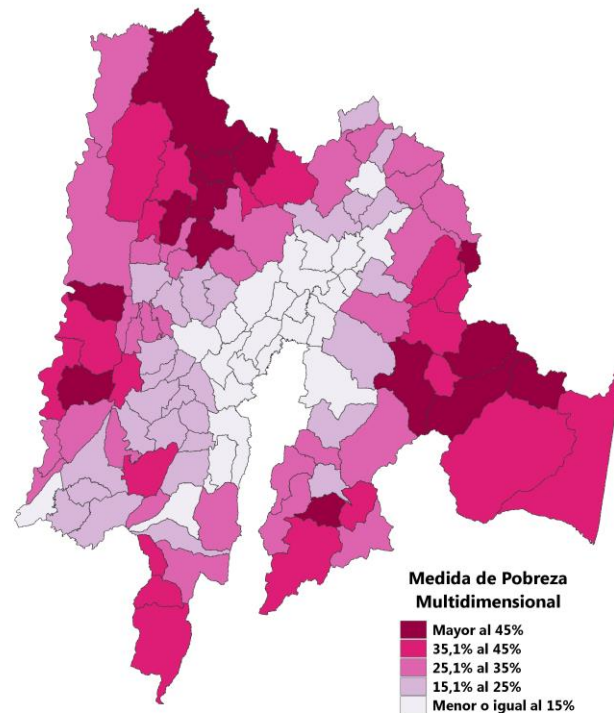 Medida de Pobreza
Multidimensional
Mayor al 45%
35,1% al 45%
25,1% al 35%
15,1% al 25%
Menor o igual al 15%